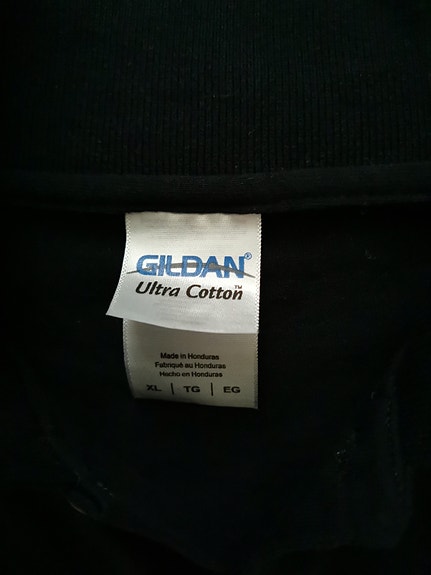 GILDAN®
Ultra Cotton™
Made in Honduras
Fabriqué au Honduras
Hecho en Honduras
XL | TG | EG